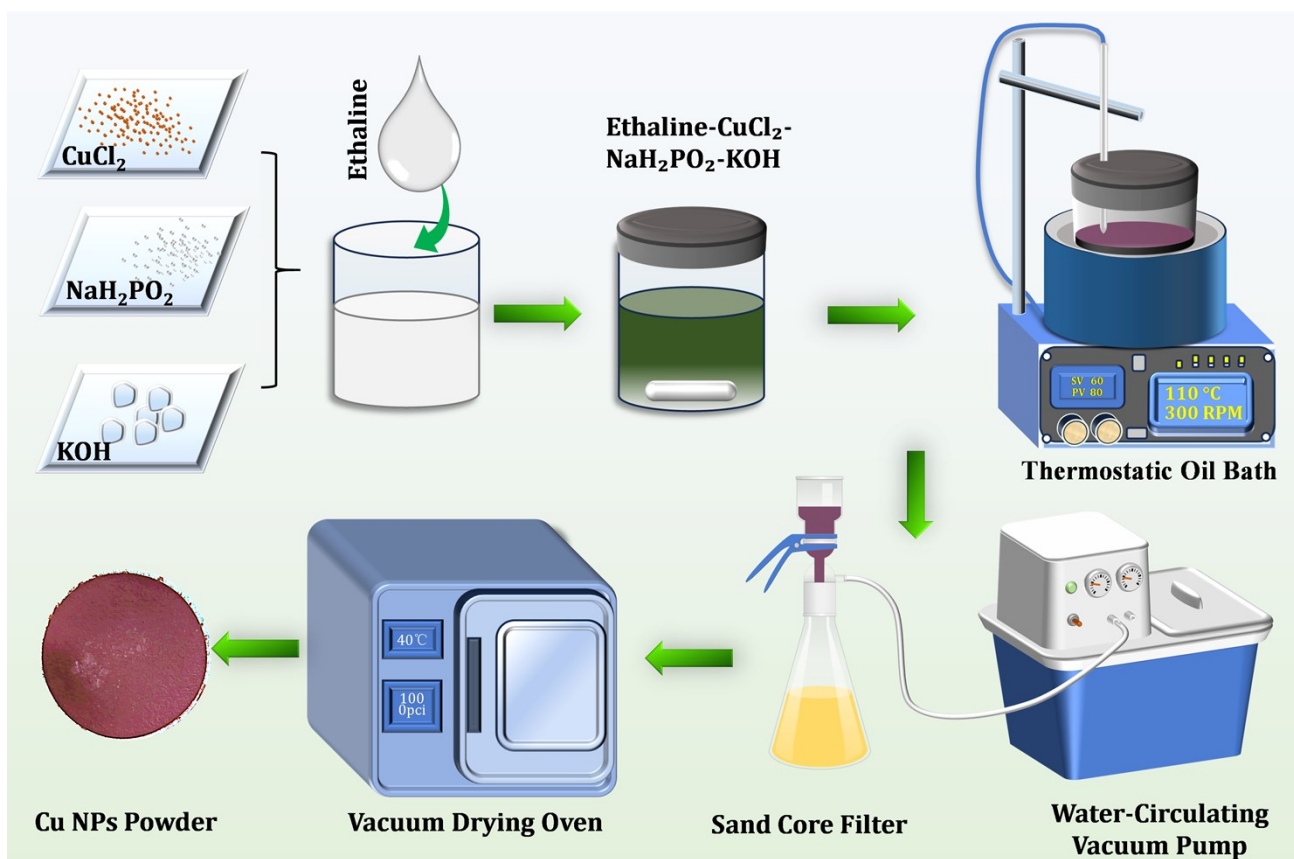 CuCl₂
NaH₂PO₂
KOH
Ethaline
Ethaline-CuCl₂-
NaH₂PO₂-KOH
SV 60
PV 80
110 °C
300 RPM
Thermostatic Oil Bath
40℃
100
0pci
Cu NPs Powder
Vacuum Drying Oven
Sand Core Filter
Water-Circulating
Vacuum Pump